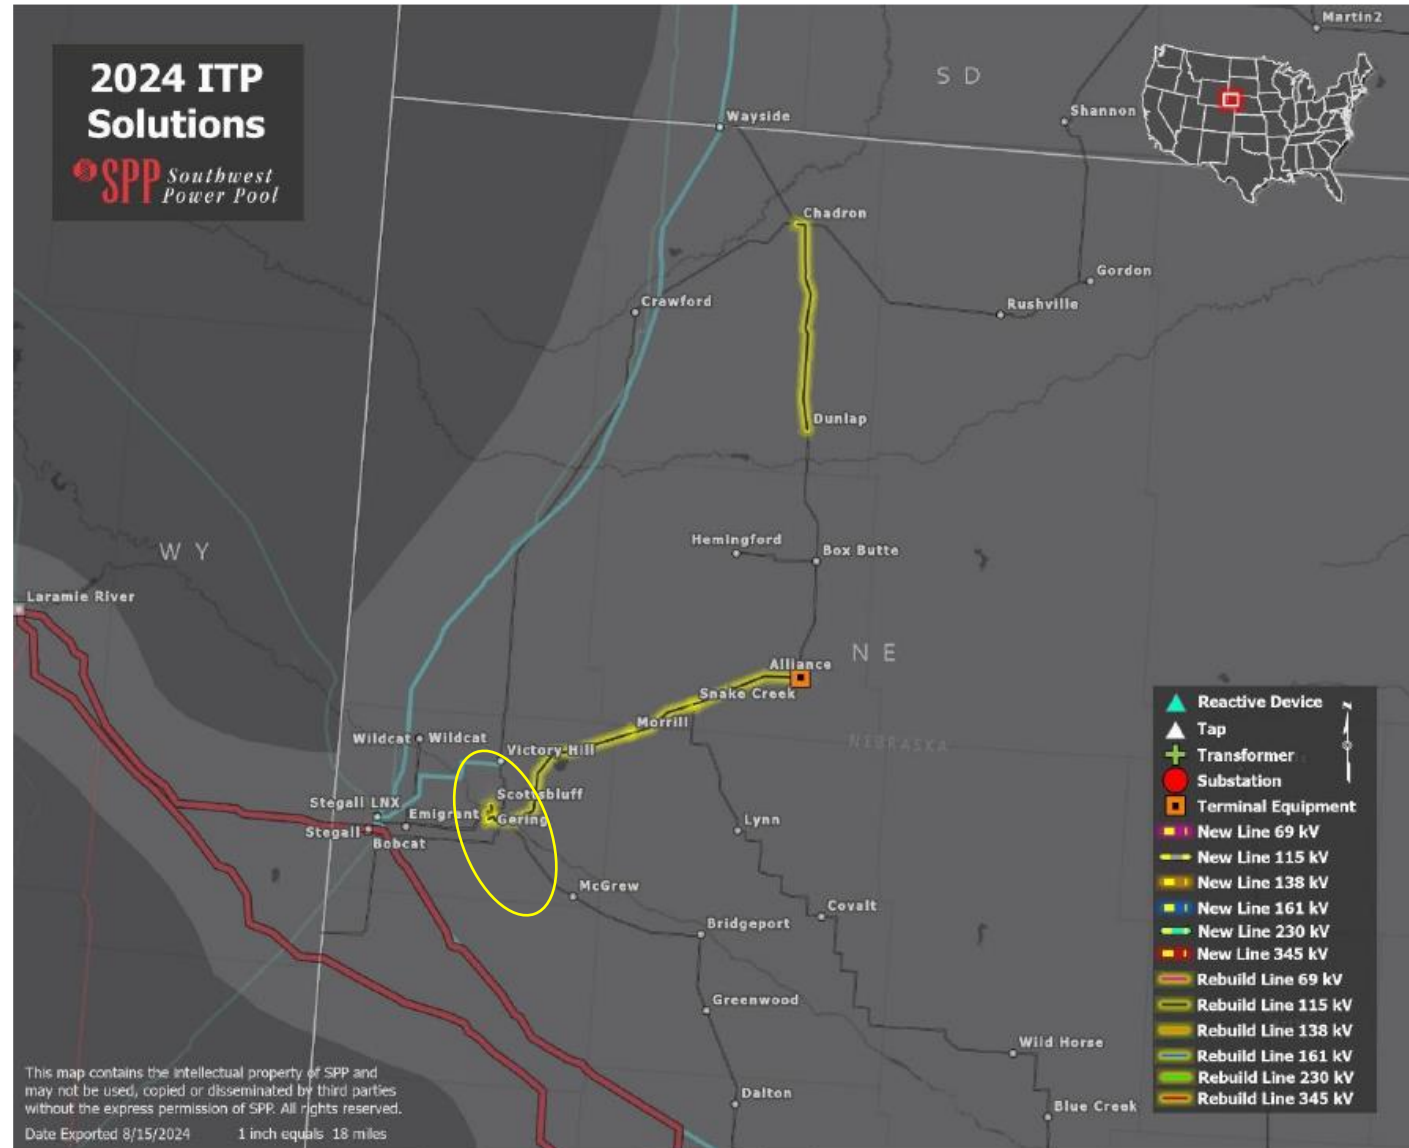 2024 ITP
Solutions
SPP Southwest
Power Pool
Martin2
S D
Wayside
Shannon
Chadron
Gordon
Crawford
Rushville
Dunlap
Hemingford
Box Butte
W Y
Laramie River
N E
Alliance
Snake Creek
Morrill
NEBRASKA
Wildcat
Wildcat
Victory Hill
Scottsbluff
Stegall LNX
Emigrant
Gering
Stegall
Bobcat
Lynn
McGrew
Covalt
Bridgeport
Greenwood
Wild Horse
Dalton
Blue Creek
Reactive Device
N
Tap
Transformer
Substation
Terminal Equipment
New Line 69 kV
New Line 115 kV
New Line 138 kV
New Line 161 kV
New Line 230 kV
New Line 345 kV
Rebuild Line 69 kV
Rebuild Line 115 kV
Rebuild Line 138 kV
Rebuild Line 161 kV
Rebuild Line 230 kV
Rebuild Line 345 kV
This map contains the intellectual property of SPP and
may not be used, copied or disseminated by third parties
without the express permission of SPP. All rights reserved.
Date Exported 8/15/2024 1 inch equals 18 miles